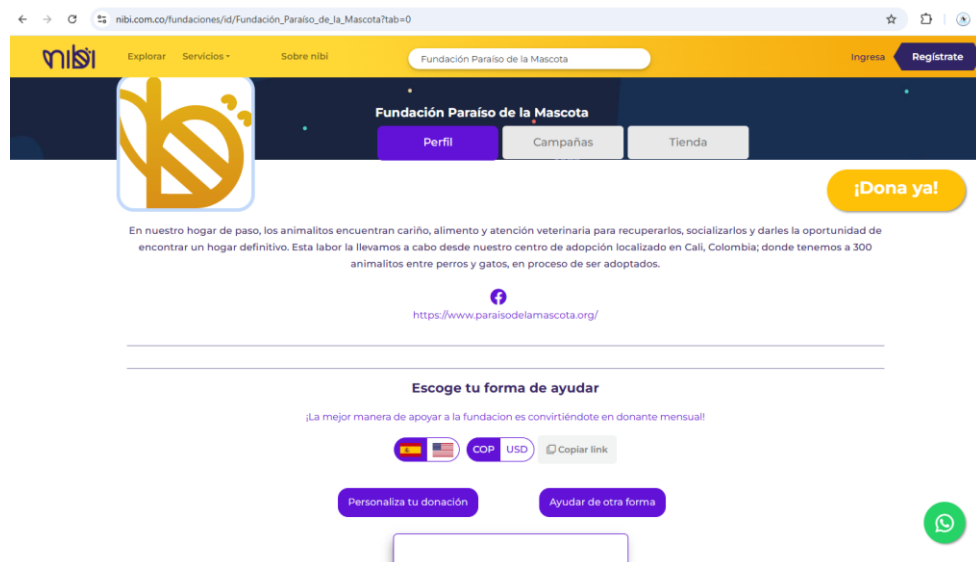 nibi.com.co/fundaciones/id/Fundación_Paraíso_de_la_Mascota?tab=0
nibi Explorar Servicios Sobre nibi Fundación Paraíso de la Mascota Ingresa Regístrate
Fundación Paraíso de la Mascota
Perfil Campañas Tienda
¡Dona ya!
En nuestro hogar de paso, los animalitos encuentran cariño, alimento y atención veterinaria para recuperarlos, socializarlos y darles la oportunidad de
encontrar un hogar definitivo. Esta labor la llevamos a cabo desde nuestro centro de adopción localizado en Cali, Colombia; donde tenemos a 300
animalitos entre perros y gatos, en proceso de ser adoptados.
https://www.paraisodelamascota.org/
Escoge tu forma de ayudar
¡La mejor manera de apoyar a la fundacion es convirtiéndote en donante mensual!
COP USD Copiar link
Personaliza tu donación Ayudar de otra forma